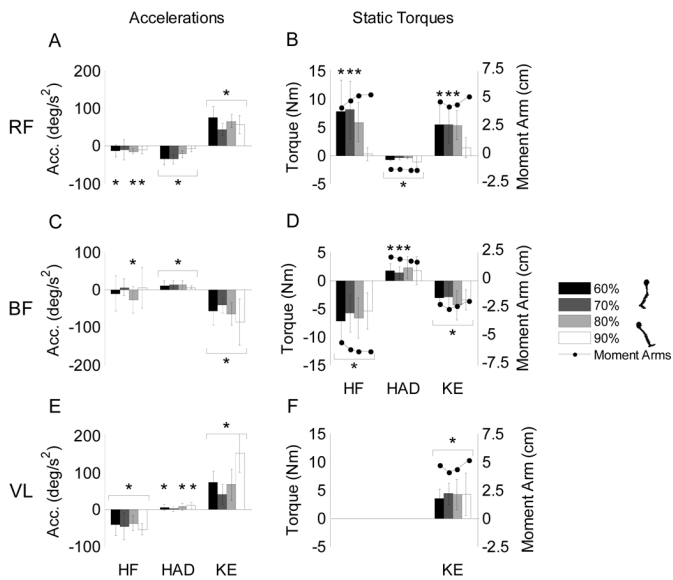 Accelerations
Static Torques
A
RF
Acc. (deg/s²)
200
100
0
-100
*
* ** *
B
Torque (Nm)
15
10
5
0
-5
*** ***
*
Moment Arm (cm)
7.5
5
2.5
0
-2.5
C
BF
Acc. (deg/s²)
100
0
-100
-200
* *
*
D
Torque (Nm)
5
0
-5
-10
-15
***
*
*
HF HAD KE
Moment Arm (cm)
2.5
0
-2.5
-5
-7.5
60%
70%
80%
90%
Moment Arms
E
VL
Acc. (deg/s²)
200
100
0
-100
*
* * ** 
HF HAD KE
F
Torque (Nm)
15
10
5
0
-5
*
KE
Moment Arm (cm)
7.5
5
2.5
0
-2.5